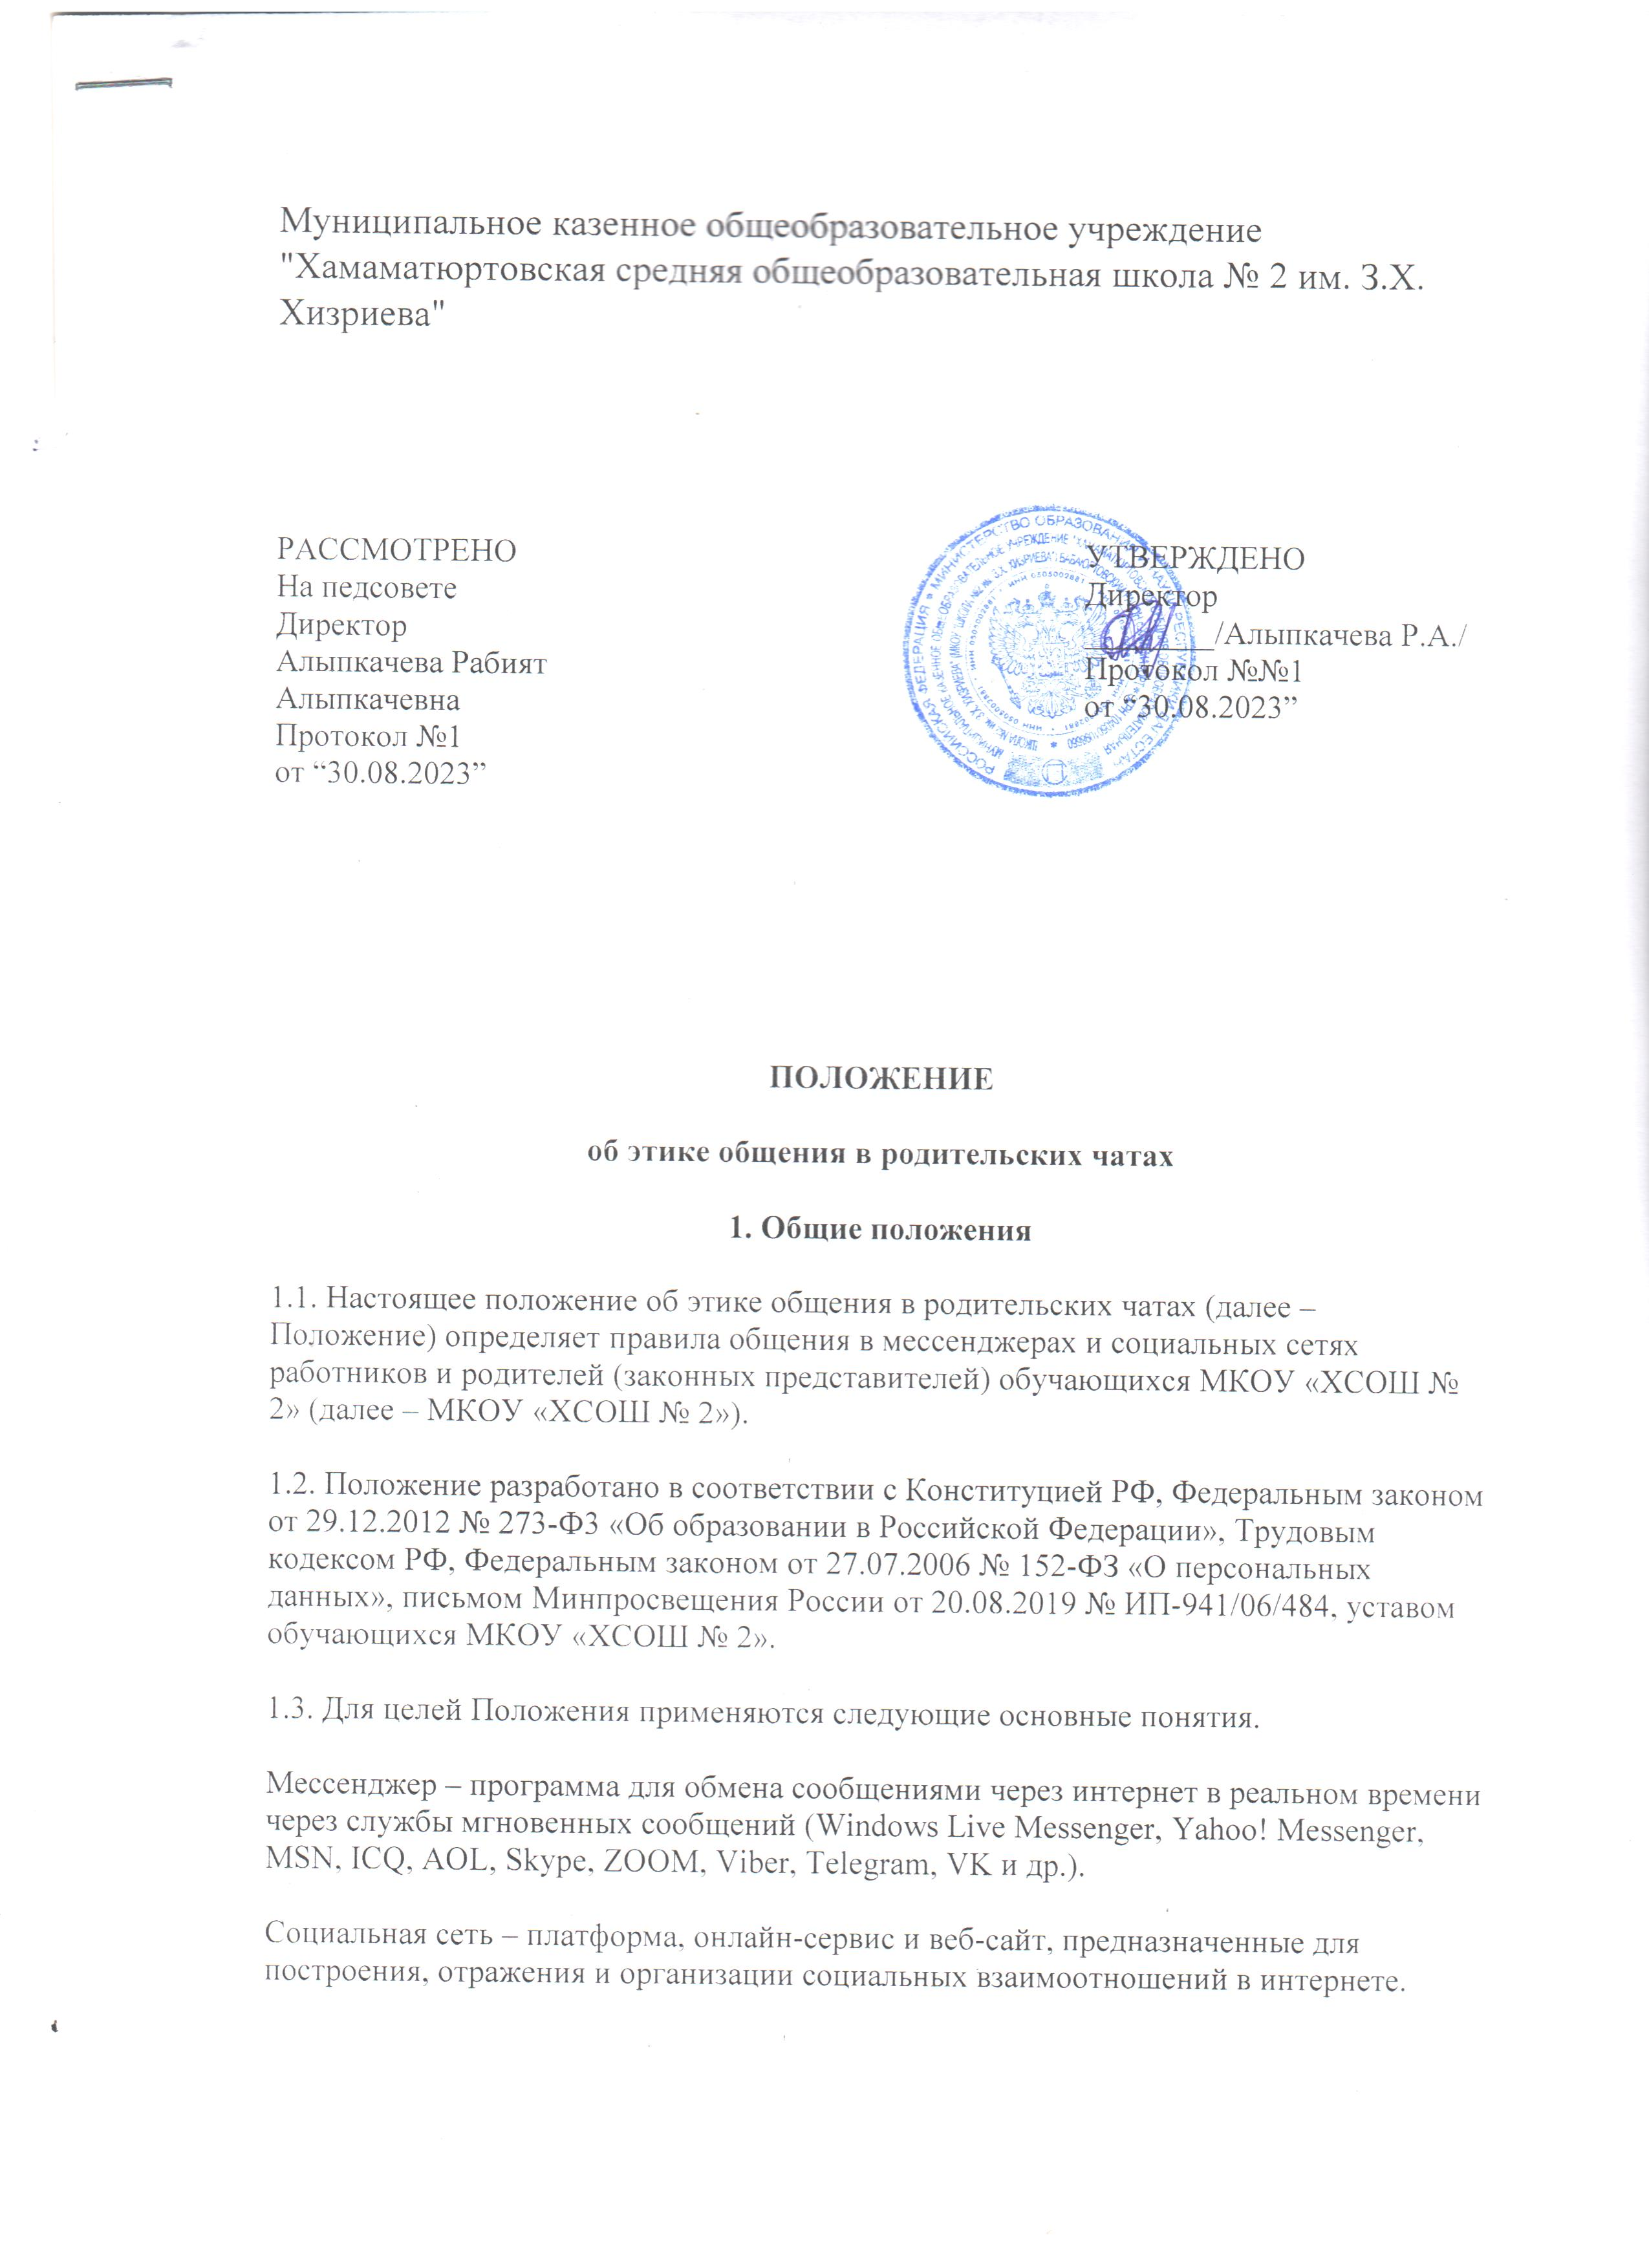 Муниципальное казенное общеобразовательное учреждение
"Хамаматюртовская средняя общеобразовательная школа № 2 им. З.Х.
Хизриева"
РАССМОТРЕНО
На педсовете
Директор
Алыпкачева Рабият
Алыпкачевна
Протокол №1
от “30.08.2023”
УТВЕРЖДЕНО
Директор
________/Алыпкачева Р.А./
Протокол №№1
от “30.08.2023”
ПОЛОЖЕНИЕ
об этике общения в родительских чатах
1. Общие положения
1.1. Настоящее положение об этике общения в родительских чатах (далее –
Положение) определяет правила общения в мессенджерах и социальных сетях
работников и родителей (законных представителей) обучающихся МКОУ «ХСОШ №
2» (далее – МКОУ «ХСОШ № 2»).
1.2. Положение разработано в соответствии с Конституцией РФ, Федеральным законом
от 29.12.2012 № 273-ФЗ «Об образовании в Российской Федерации», Трудовым
кодексом РФ, Федеральным законом от 27.07.2006 № 152-ФЗ «О персональных
данных», письмом Минпросвещения России от 20.08.2019 № ИП-941/06/484, уставом
обучающихся МКОУ «ХСОШ № 2».
1.3. Для целей Положения применяются следующие основные понятия.
Мессенджер – программа для обмена сообщениями через интернет в реальном времени
через службы мгновенных сообщений (Windows Live Messenger, Yahoo! Messenger,
MSN, ICQ, AOL, Skype, ZOOM, Viber, Telegram, VK и др.).
Социальная сеть – платформа, онлайн-сервис и веб-сайт, предназначенные для
построения, отражения и организации социальных взаимоотношений в интернете.